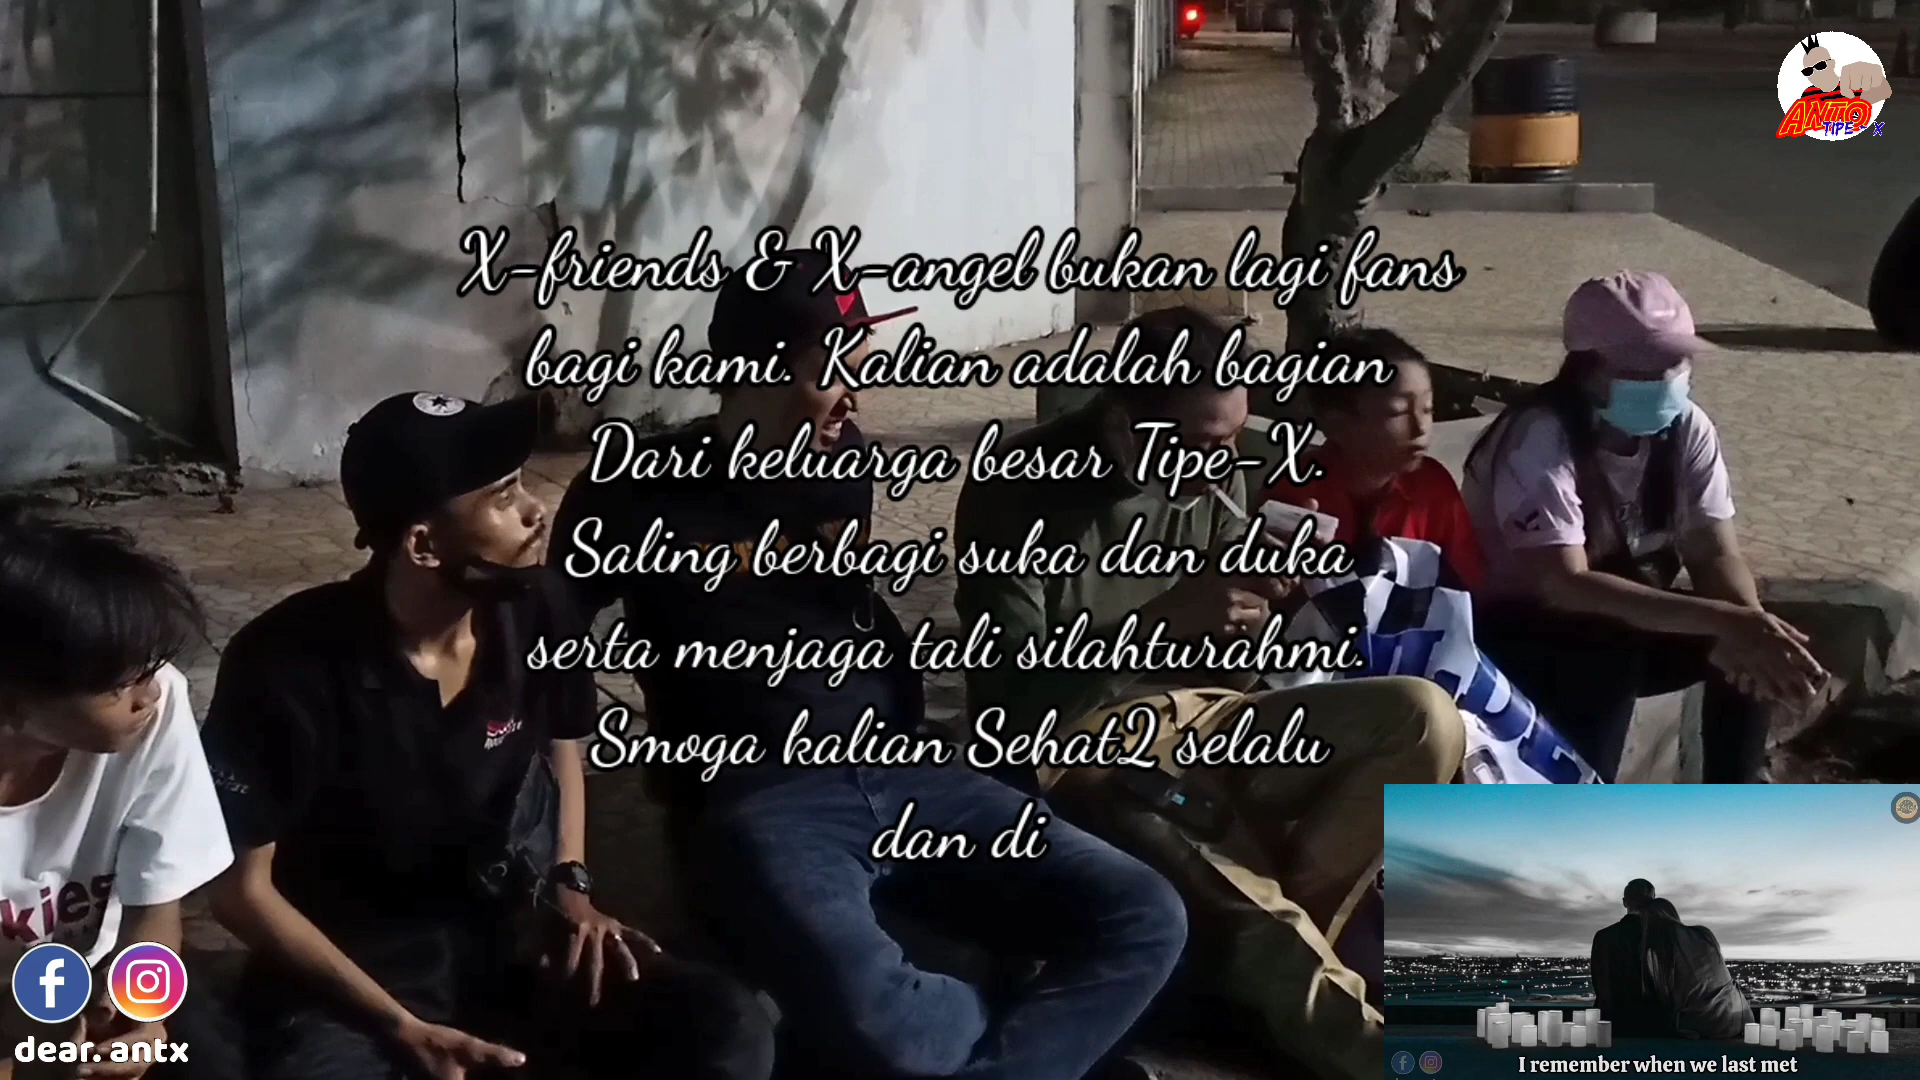 ANTO
TIPE - X
X-friends & X-angel bukan lagi fans
bagi kami. Kalian adalah bagian
Dari keluarga besar Tipe-X.
Saling berbagi suka dan duka
serta menjaga tali silahturahmi.
Smoga kalian Sehat2 selalu
dan di
kies
dear. antx
I remember when we last met